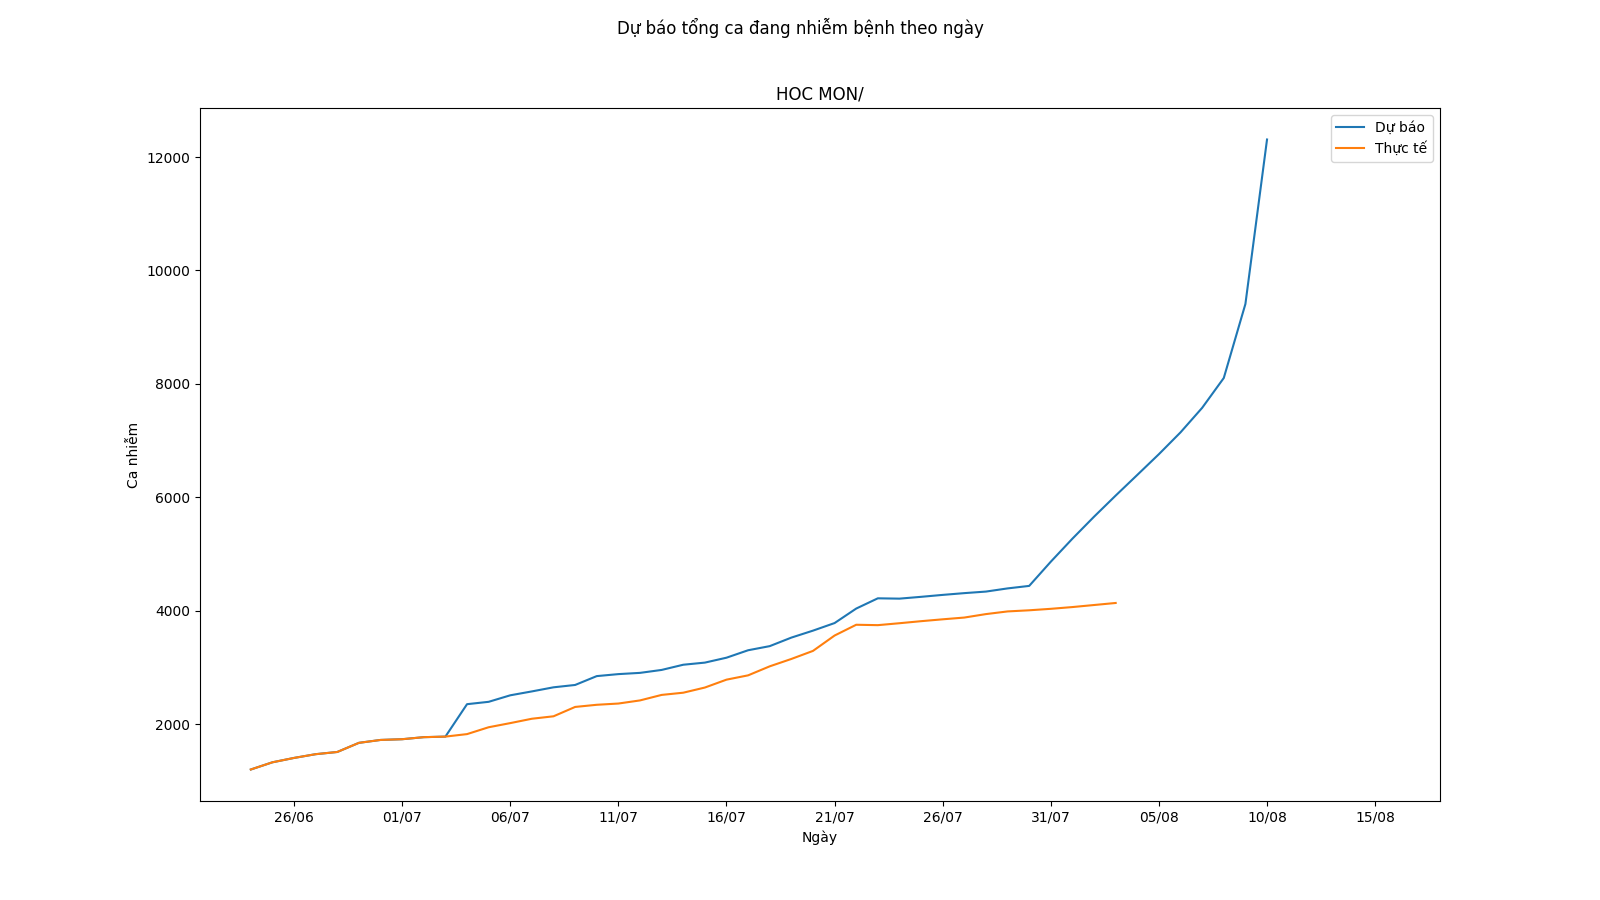 Dự báo tổng ca đang nhiễm bệnh theo ngày
HOC MON/
Dự báo
Thực tế
12000
10000
8000
6000
4000
2000
Ca nhiễm
26/06 01/07 06/07 11/07 16/07 21/07 26/07 31/07 05/08 10/08 15/08
Ngày